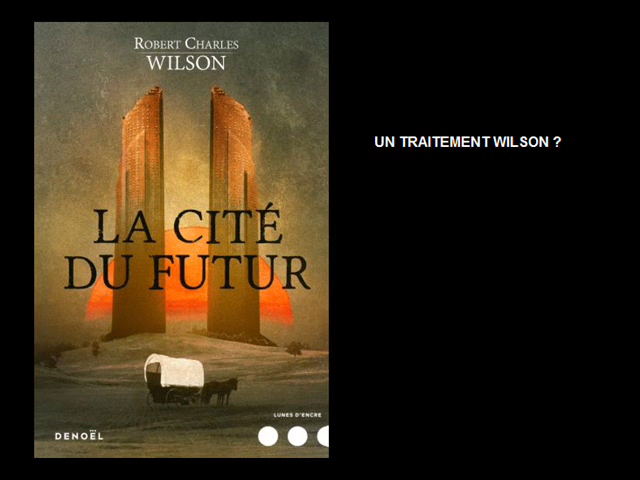 ROBERT CHARLES
WILSON
LA CITÉ
DU FUTUR
LUNES D'ENCRE
DENOËL
UN TRAITEMENT WILSON ?